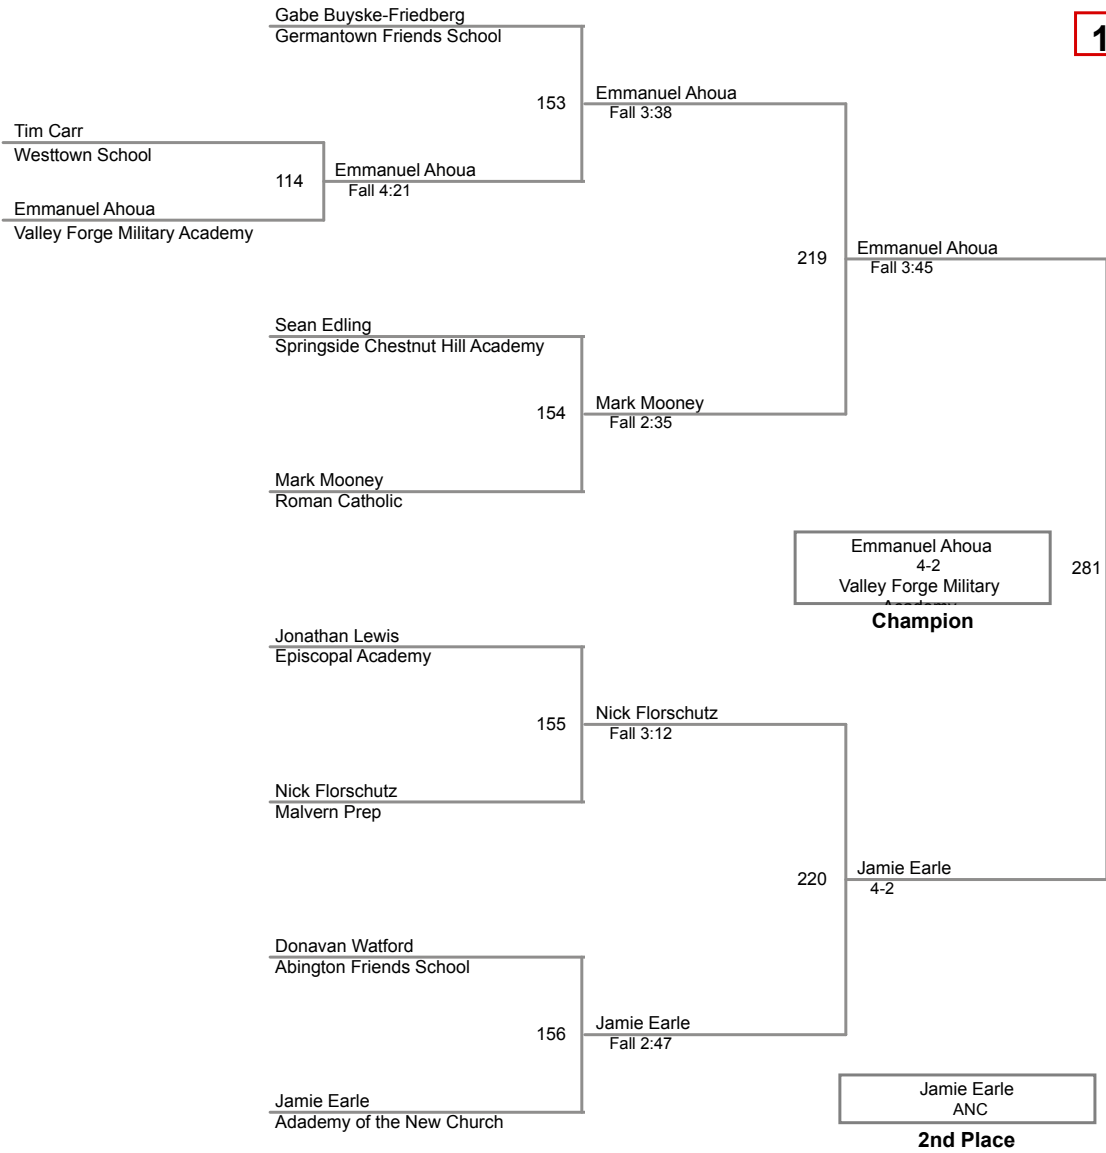 Gabe Buyske-Friedberg
Germantown Friends School
1
153
Emmanuel Ahoua
Fall 3:38
Tim Carr
Westtown School
114
Emmanuel Ahoua
Fall 4:21
Emmanuel Ahoua
Valley Forge Military Academy
219
Emmanuel Ahoua
Fall 3:45
Sean Edling
Springside Chestnut Hill Academy
154
Mark Mooney
Fall 2:35
Mark Mooney
Roman Catholic
Emmanuel Ahoua
4-2
Valley Forge Military
Academy
281
Champion
Jonathan Lewis
Episcopal Academy
155
Nick Florschutz
Fall 3:12
Nick Florschutz
Malvern Prep
220
Jamie Earle
4-2
Donavan Watford
Abington Friends School
156
Jamie Earle
Fall 2:47
Jamie Earle
Adademy of the New Church
Jamie Earle
ANC
2nd Place